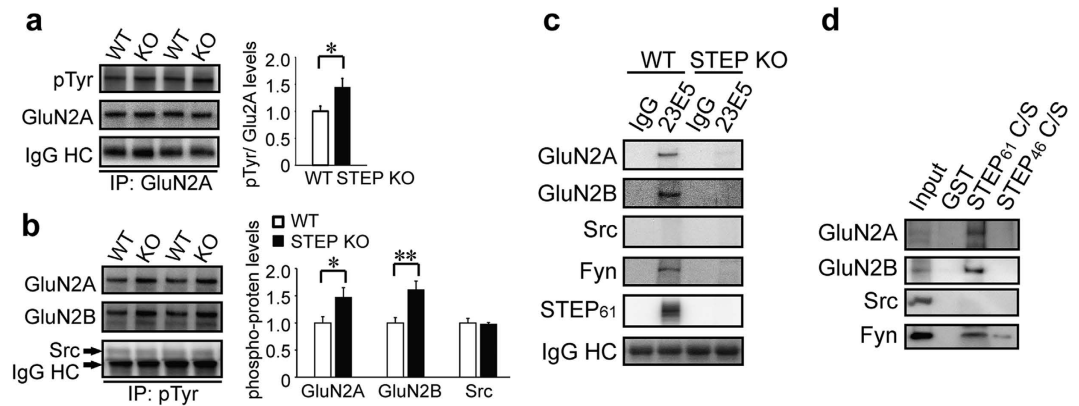 a
WT KO WT KO
pTyr
GluN2A
IgG HC
IP: GluN2A
pTyr/ Glu2A levels
2.0
1.5
1.0
0.5
0
*
WT STEP KO
b
WT KO WT KO
GluN2A
GluN2B
Src
IgG HC
IP: pTyr
WT
STEP KO
phospho-proten levels
2.0
1.5
1.0
0.5
0
* **
GluN2A GluN2B Src
c
WT STEP KO
IgG 23E5 IgG 23E5
GluN2A
GluN2B
Src
Fyn
STEP61
IgG HC
d
Input GST STEP61 C/S STEP46 C/S
GluN2A
GluN2B
Src
Fyn